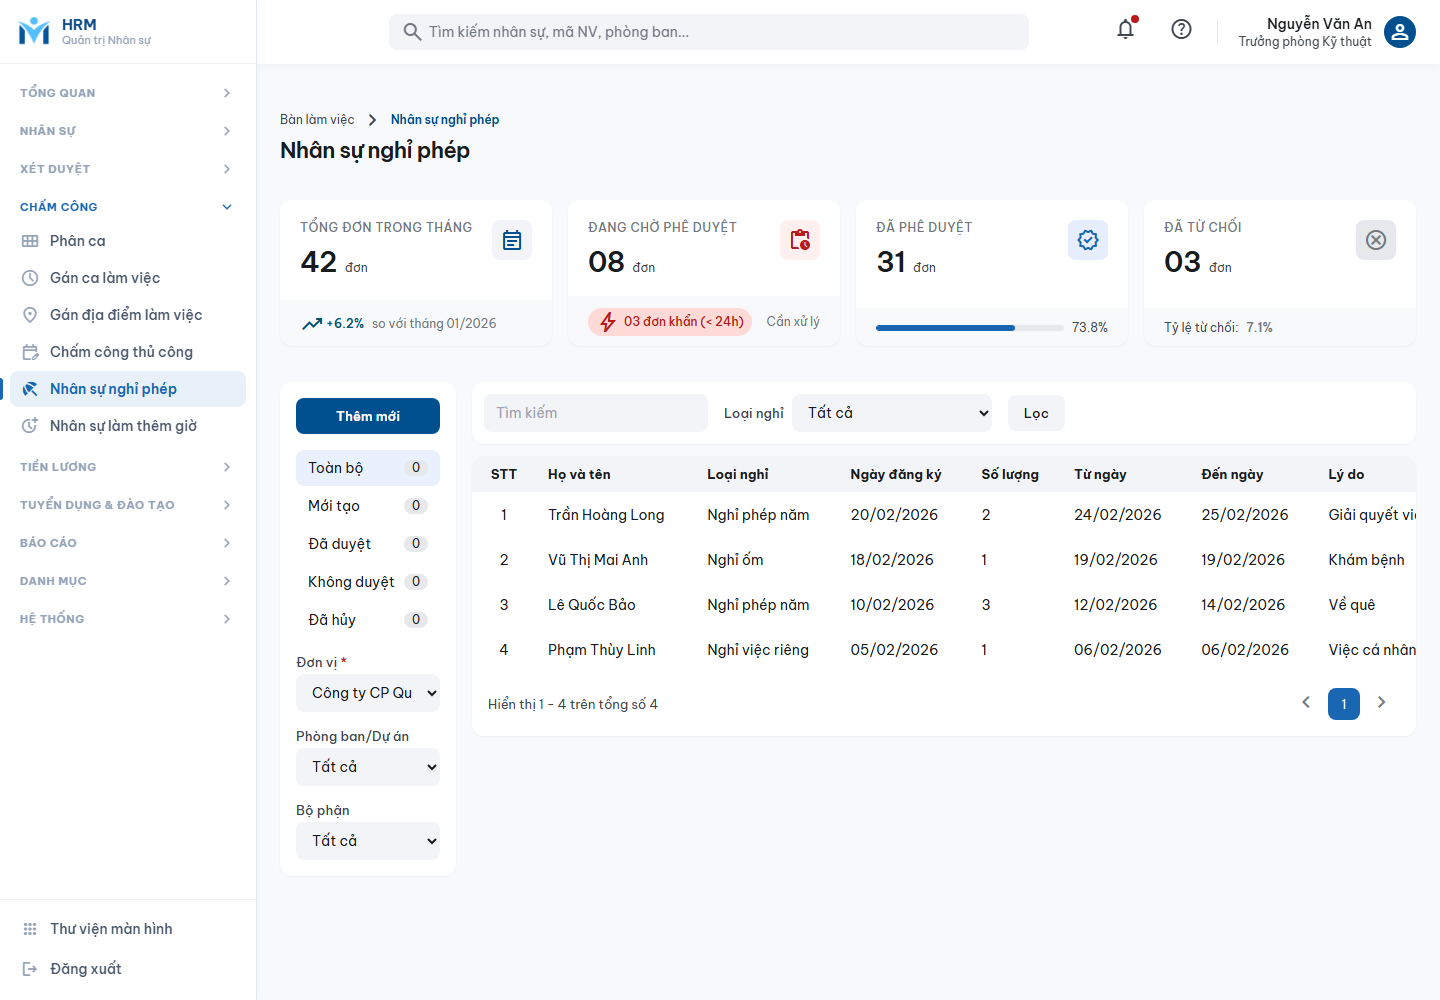 HRM
Quản trị Nhân sự
Tìm kiếm nhân sự, mã NV, phòng ban...
Nguyễn Văn An
Trưởng phòng Kỹ thuật
TỔNG QUAN
NHÂN SỰ
XÉT DUYỆT
CHẤM CÔNG
Phân ca
Gán ca làm việc
Gán địa điểm làm việc
Chấm công thủ công
Nhân sự nghỉ phép
Nhân sự làm thêm giờ
TIỀN LƯƠNG
TUYỂN DỤNG & ĐÀO TẠO
BÁO CÁO
DANH MỤC
HỆ THỐNG
Thư viện màn hình
Đăng xuất
Bàn làm việc Nhân sự nghỉ phép
Nhân sự nghỉ phép
TỔNG ĐƠN TRONG THÁNG
42 đơn
+6.2% so với tháng 01/2026
ĐANG CHỜ PHÊ DUYỆT
08 đơn
03 đơn khẩn (< 24h) Cần xử lý
ĐÃ PHÊ DUYỆT
31 đơn
73.8%
ĐÃ TỪ CHỐI
03 đơn
Tỷ lệ từ chối: 7.1%
Thêm mới
Toàn bộ 0
Mới tạo 0
Đã duyệt 0
Không duyệt 0
Đã hủy 0
Đơn vị *
Công ty CP Qu
Phòng ban/Dự án
Tất cả
Bộ phận
Tất cả
Tìm kiếm Loại nghỉ Tất cả Lọc
STT Họ và tên Loại nghỉ Ngày đăng ký Số lượng Từ ngày Đến ngày Lý do
1 Trần Hoàng Long Nghỉ phép năm 20/02/2026 2 24/02/2026 25/02/2026 Giải quyết việ
2 Vũ Thị Mai Anh Nghỉ ốm 18/02/2026 1 19/02/2026 19/02/2026 Khám bệnh
3 Lê Quốc Bảo Nghỉ phép năm 10/02/2026 3 12/02/2026 14/02/2026 Về quê
4 Phạm Thùy Linh Nghỉ việc riêng 05/02/2026 1 06/02/2026 06/02/2026 Việc cá nhân
Hiển thị 1 - 4 trên tổng số 4
1